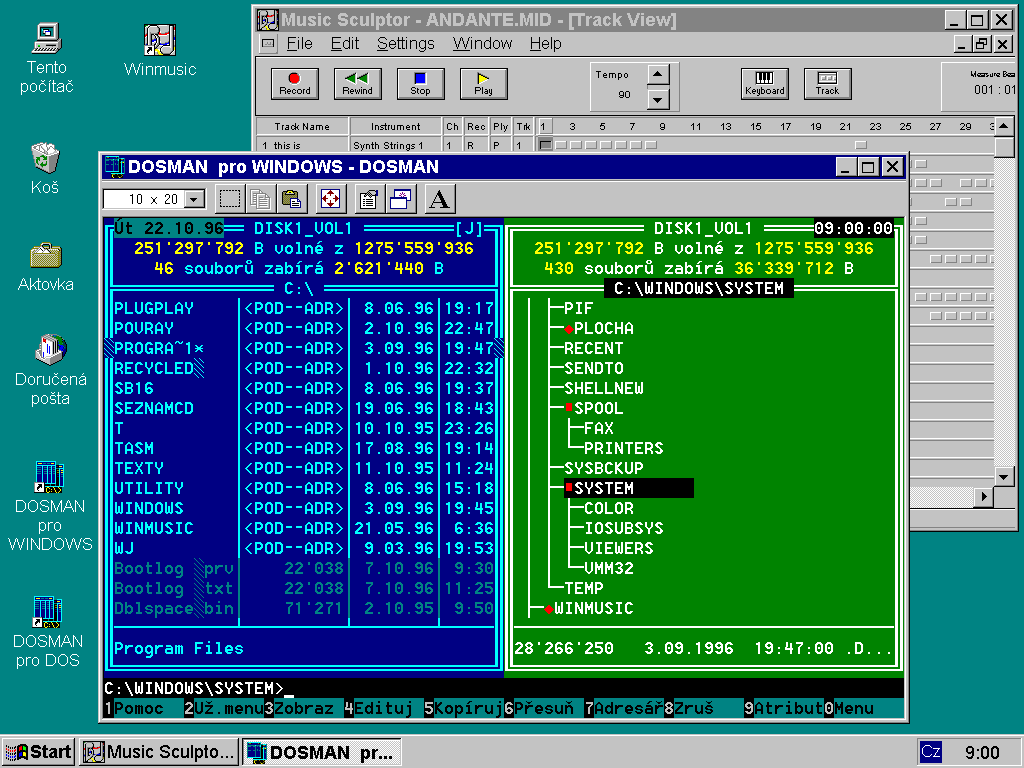 Tento
počítač
Winmusic
Koš
Aktovka
Doručená
pošta
DOSMAN
pro
WINDOWS
DOSMAN
pro DOS
Music Sculptor - ANDANTE.MID - [Track View]
File Edit Settings Window Help
Record Rewind Stop Play Tempo 90 Keyboard Track Measure Bea
001 : 01
Track Name Instrument Ch Rec Ply Trk 1 3 5 7 9 11 13 15 17 19 21 23 25 27 29
1 this is Synth Strings 1 1 R P 1
DOSMAN pro WINDOWS - DOSMAN
10 x 20 A
Út 22.10.96 DISK1_VOL1 [J]
251'297'792 B volné z 1275'559'936
46 souborů zabírá 2'621'440 B
C:\
PLUGPLAY <POD--ADR> 8.06.96 19:17
POVRAY <POD--ADR> 2.10.96 22:47
PROGRA~1* <POD--ADR> 3.09.96 19:47
RECYCLED <POD--ADR> 1.10.96 22:32
SB16 <POD--ADR> 8.06.96 19:37
SEZNAMCD <POD--ADR> 19.06.96 18:43
T <POD--ADR> 10.10.95 23:26
TASM <POD--ADR> 17.08.96 19:14
TEXTY <POD--ADR> 11.10.95 11:24
UTILITY <POD--ADR> 8.06.96 15:18
WINDOWS <POD--ADR> 3.09.96 19:45
WINMUSIC <POD--ADR> 21.05.96 6:36
WJ <POD--ADR> 9.03.96 19:53
Bootlog prv 22'038 7.10.96 9:30
Bootlog txt 22'038 7.10.96 11:25
Dblspace bin 71'271 2.10.95 9:50
Program Files
DISK1_VOL1 09:00:00
251'297'792 B volné z 1275'559'936
430 souborů zabírá 36'339'712 B
C:\WINDOWS\SYSTEM
PIF
PLOCHA
RECENT
SENDTO
SHELLNEW
SPOOL
FAX
PRINTERS
SYSBCKUP
SYSTEM
COLOR
IOSUBSYS
VIEWERS
VMM32
TEMP
WINMUSIC
28'266'250 3.09.1996 19:47:00 .D...
C:\WINDOWS\SYSTEM>_
1Pomoc 2Už.menu3Zobraz 4Edituj 5Kopíruj6Přesuň 7Adresář8Zruš 9Atribut0Menu
Start Music Sculpto... DOSMAN pr... Cz 9:00